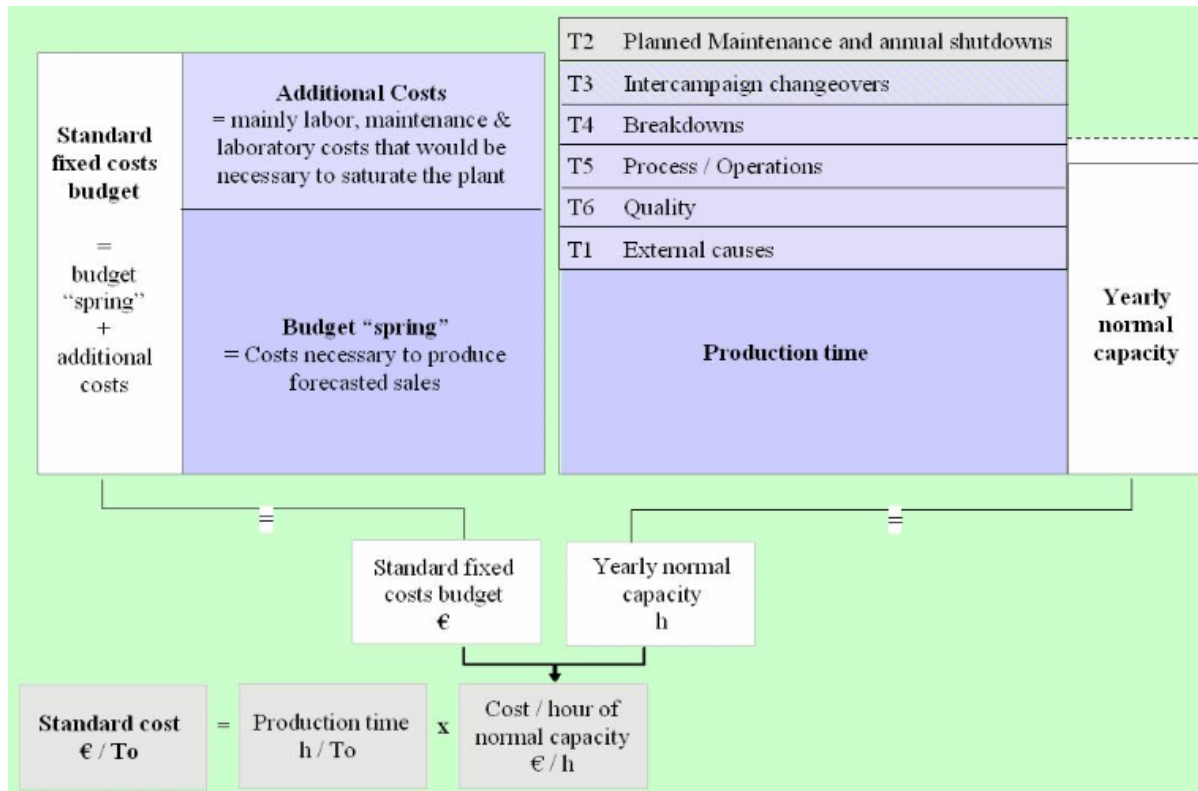 Standard
fixed costs
budget
=
budget
“spring”
+
additional
costs
Additional Costs
= mainly labor, maintenance &
laboratory costs that would be
necessary to saturate the plant
Budget “spring”
= Costs necessary to produce
forecasted sales
T2 Planned Maintenance and annual shutdowns
T3 Intercampaign changeovers
T4 Breakdowns
T5 Process / Operations
T6 Quality
T1 External causes
Production time
Yearly
normal
capacity
=
=
Standard fixed
costs budget
€
Yearly normal
capacity
h
Standard cost
€ / To
=
Production time
h / To
x
Cost / hour of
normal capacity
€ / h